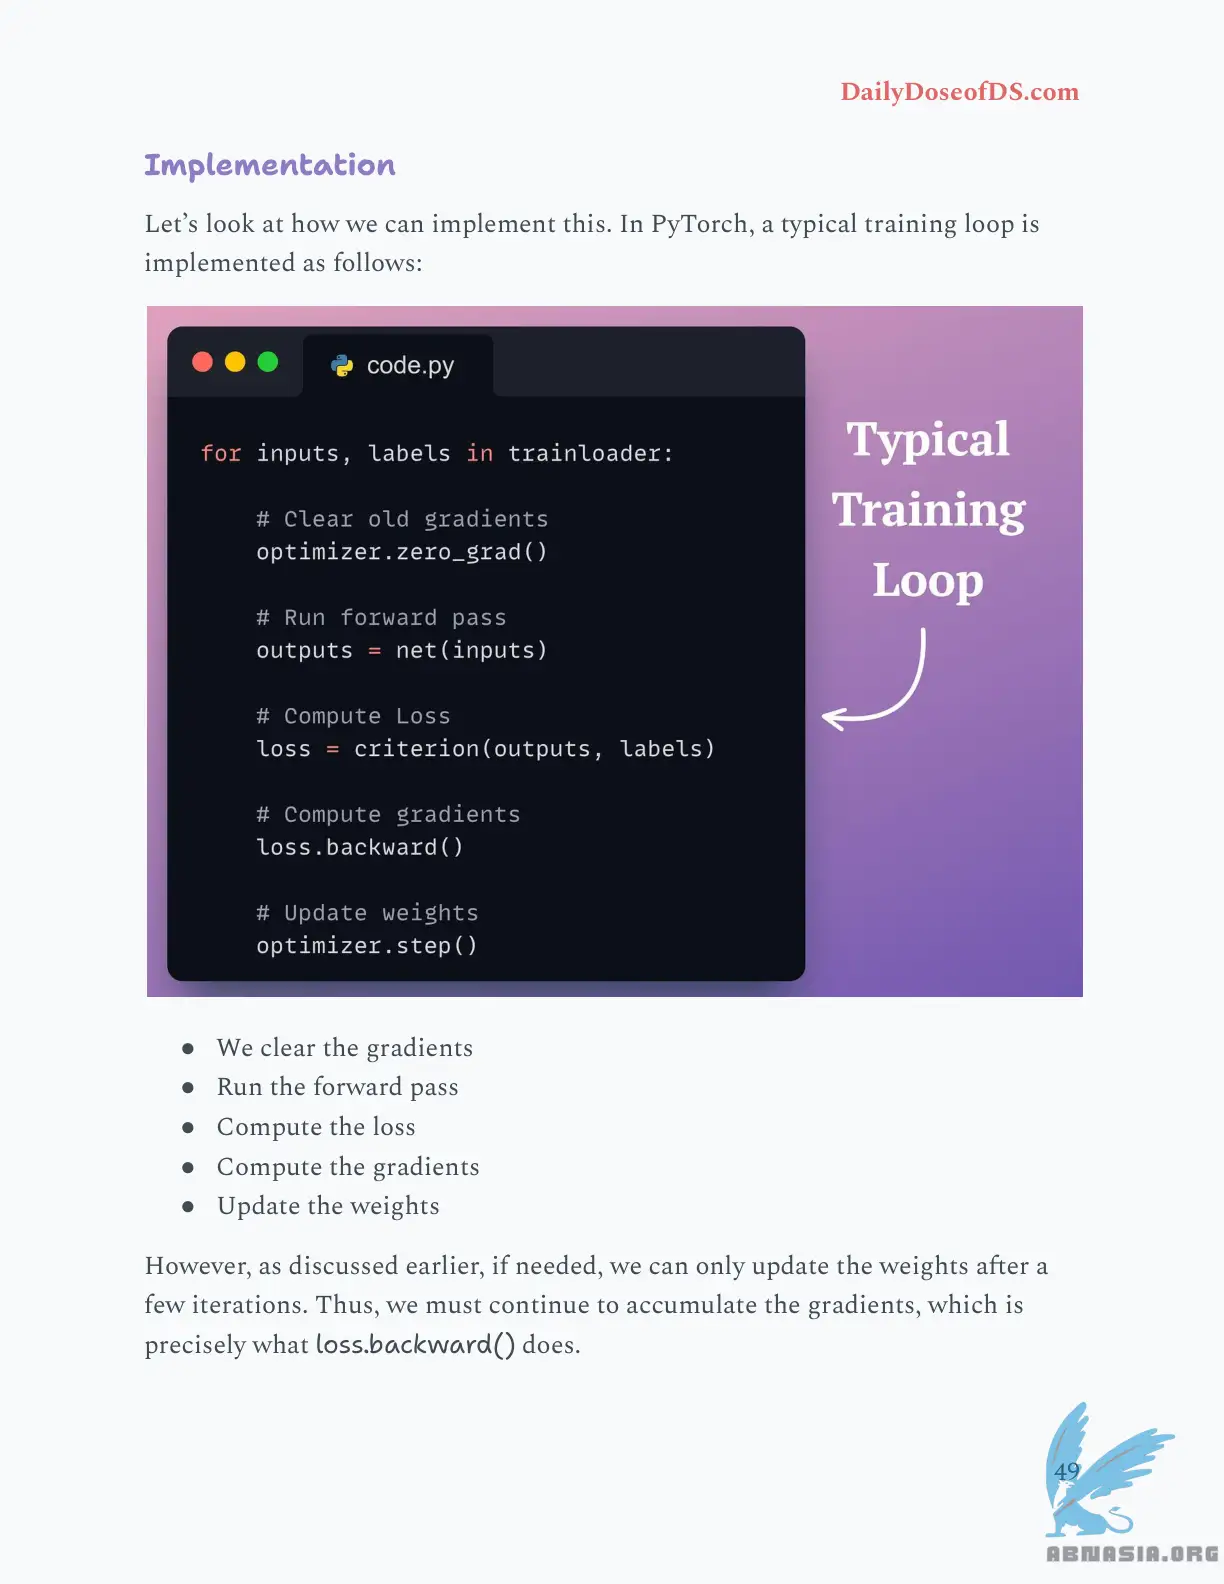 DailyDoseofDS.com
Implementation
Let’s look at how we can implement this. In PyTorch, a typical training loop is
implemented as follows:
code.py
for inputs, labels in trainloader:
# Clear old gradients
optimizer.zero_grad()
# Run forward pass
outputs = net(inputs)
# Compute Loss
loss = criterion(outputs, labels)
# Compute gradients
loss.backward()
# Update weights
optimizer.step()
Typical
Training
Loop
● We clear the gradients
● Run the forward pass
● Compute the loss
● Compute the gradients
● Update the weights
However, as discussed earlier, if needed, we can only update the weights after a
few iterations. Thus, we must continue to accumulate the gradients, which is
precisely what loss.backward() does.
49
ABNASIA.ORG